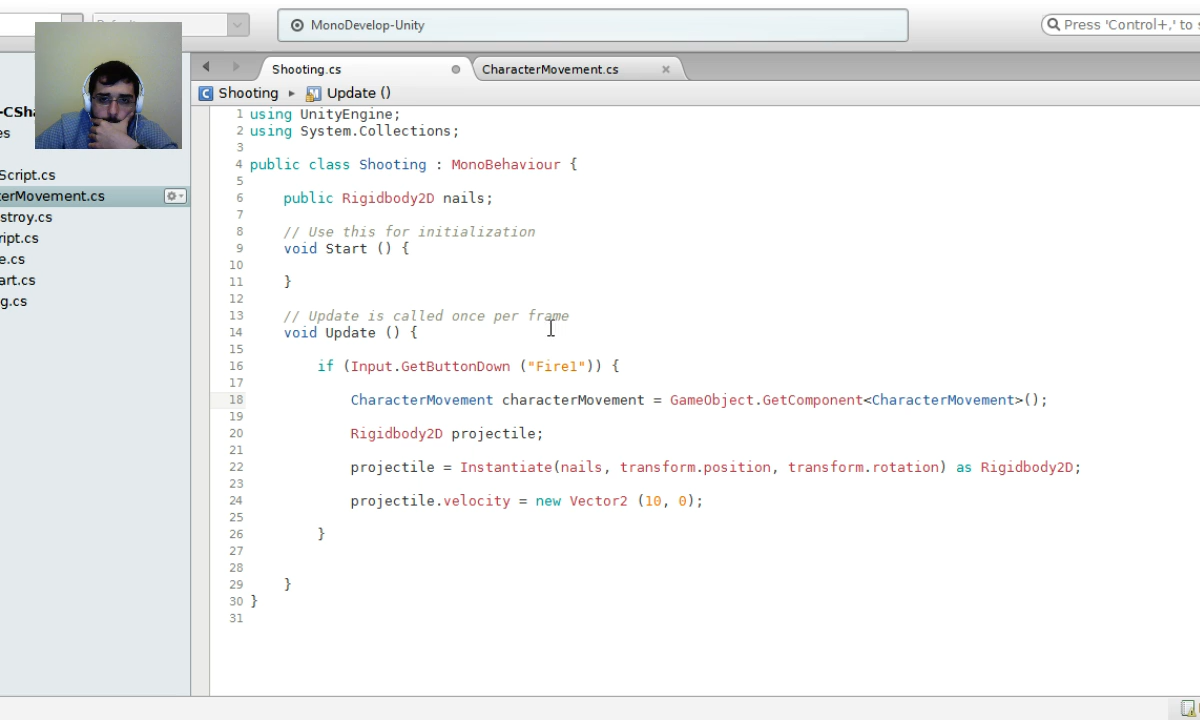 MonoDevelop-Unity
Press 'Control+,' to
Shooting.cs
CharacterMovement.cs
Shooting
Update ()
-CSha
es
Script.cs
terMovement.cs
stroy.cs
ript.cs
e.cs
art.cs
g.cs
1 using UnityEngine;
2 using System.Collections;
3
4 public class Shooting : MonoBehaviour {
5
6 public Rigidbody2D nails;
7
8 // Use this for initialization
9 void Start () {
10
11 }
12
13 // Update is called once per frame
14 void Update () {
15
16 if (Input.GetButtonDown ("Fire1")) {
17
18 CharacterMovement characterMovement = GameObject.GetComponent<CharacterMovement>();
19
20 Rigidbody2D projectile;
21
22 projectile = Instantiate(nails, transform.position, transform.rotation) as Rigidbody2D;
23
24 projectile.velocity = new Vector2 (10, 0);
25
26 }
27
28
29 }
30 }
31